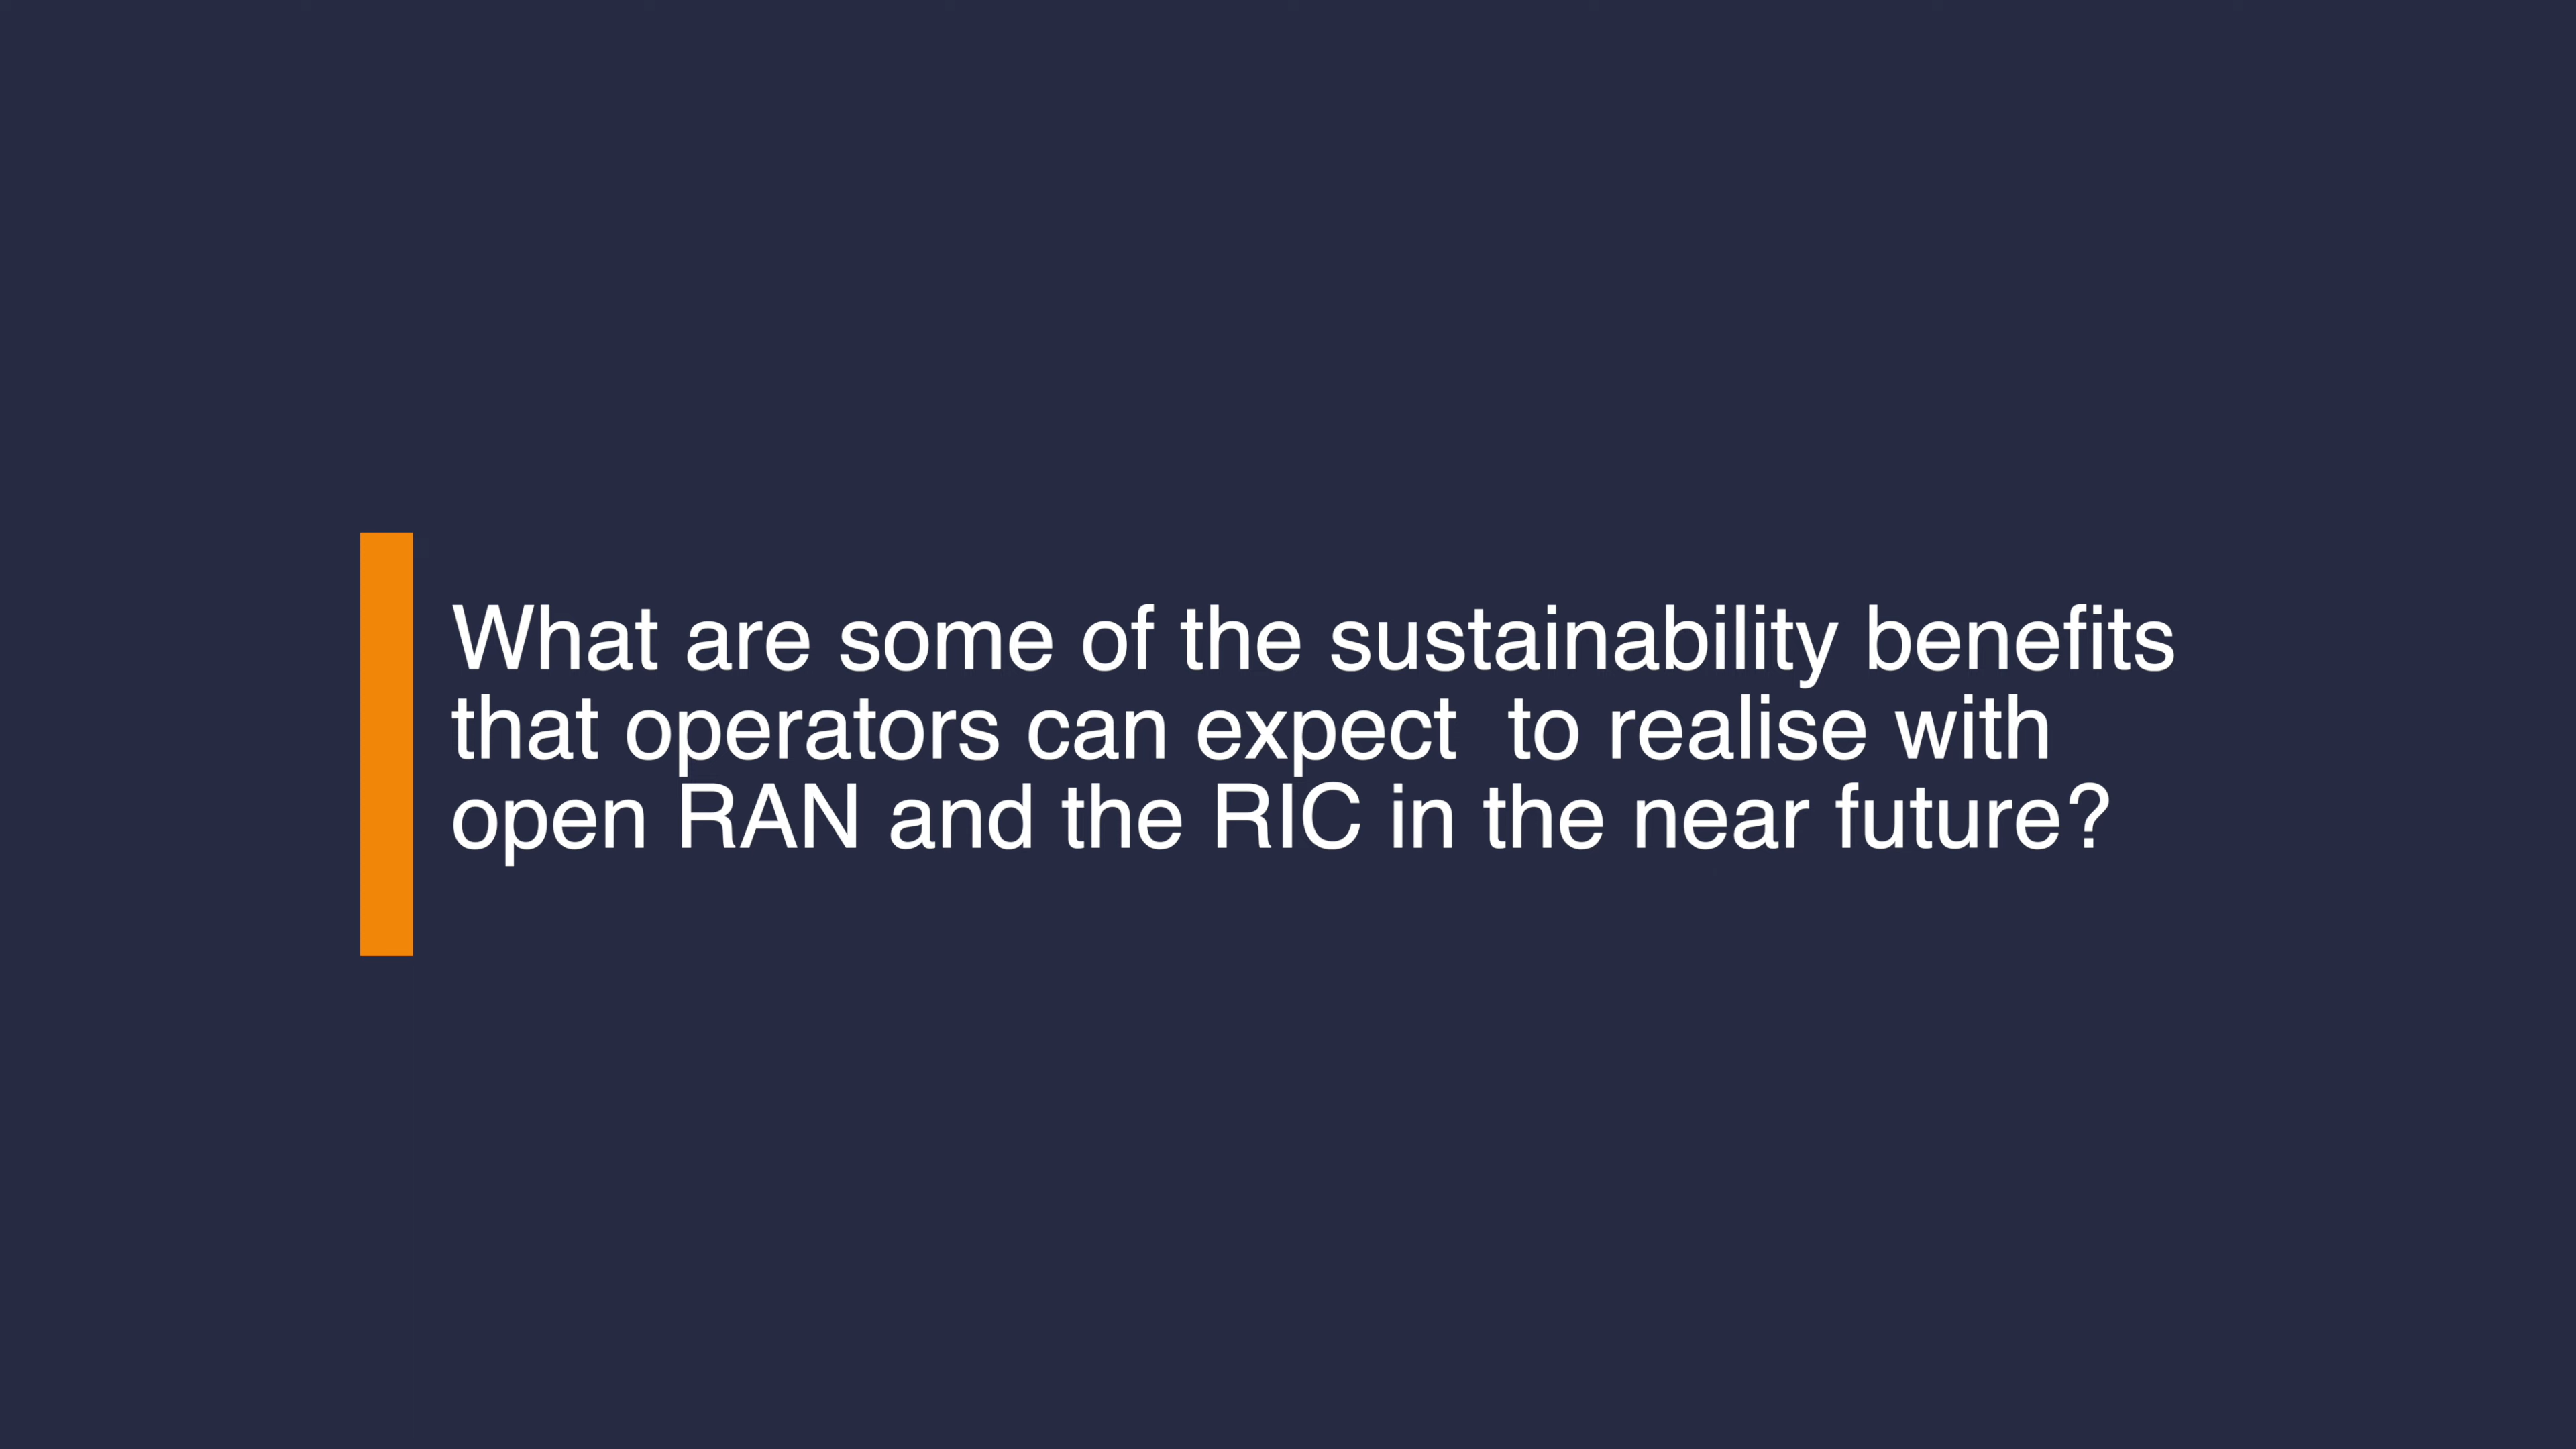 What are some of the sustainability benefits
that operators can expect  to realise with
open RAN and the RIC in the near future?